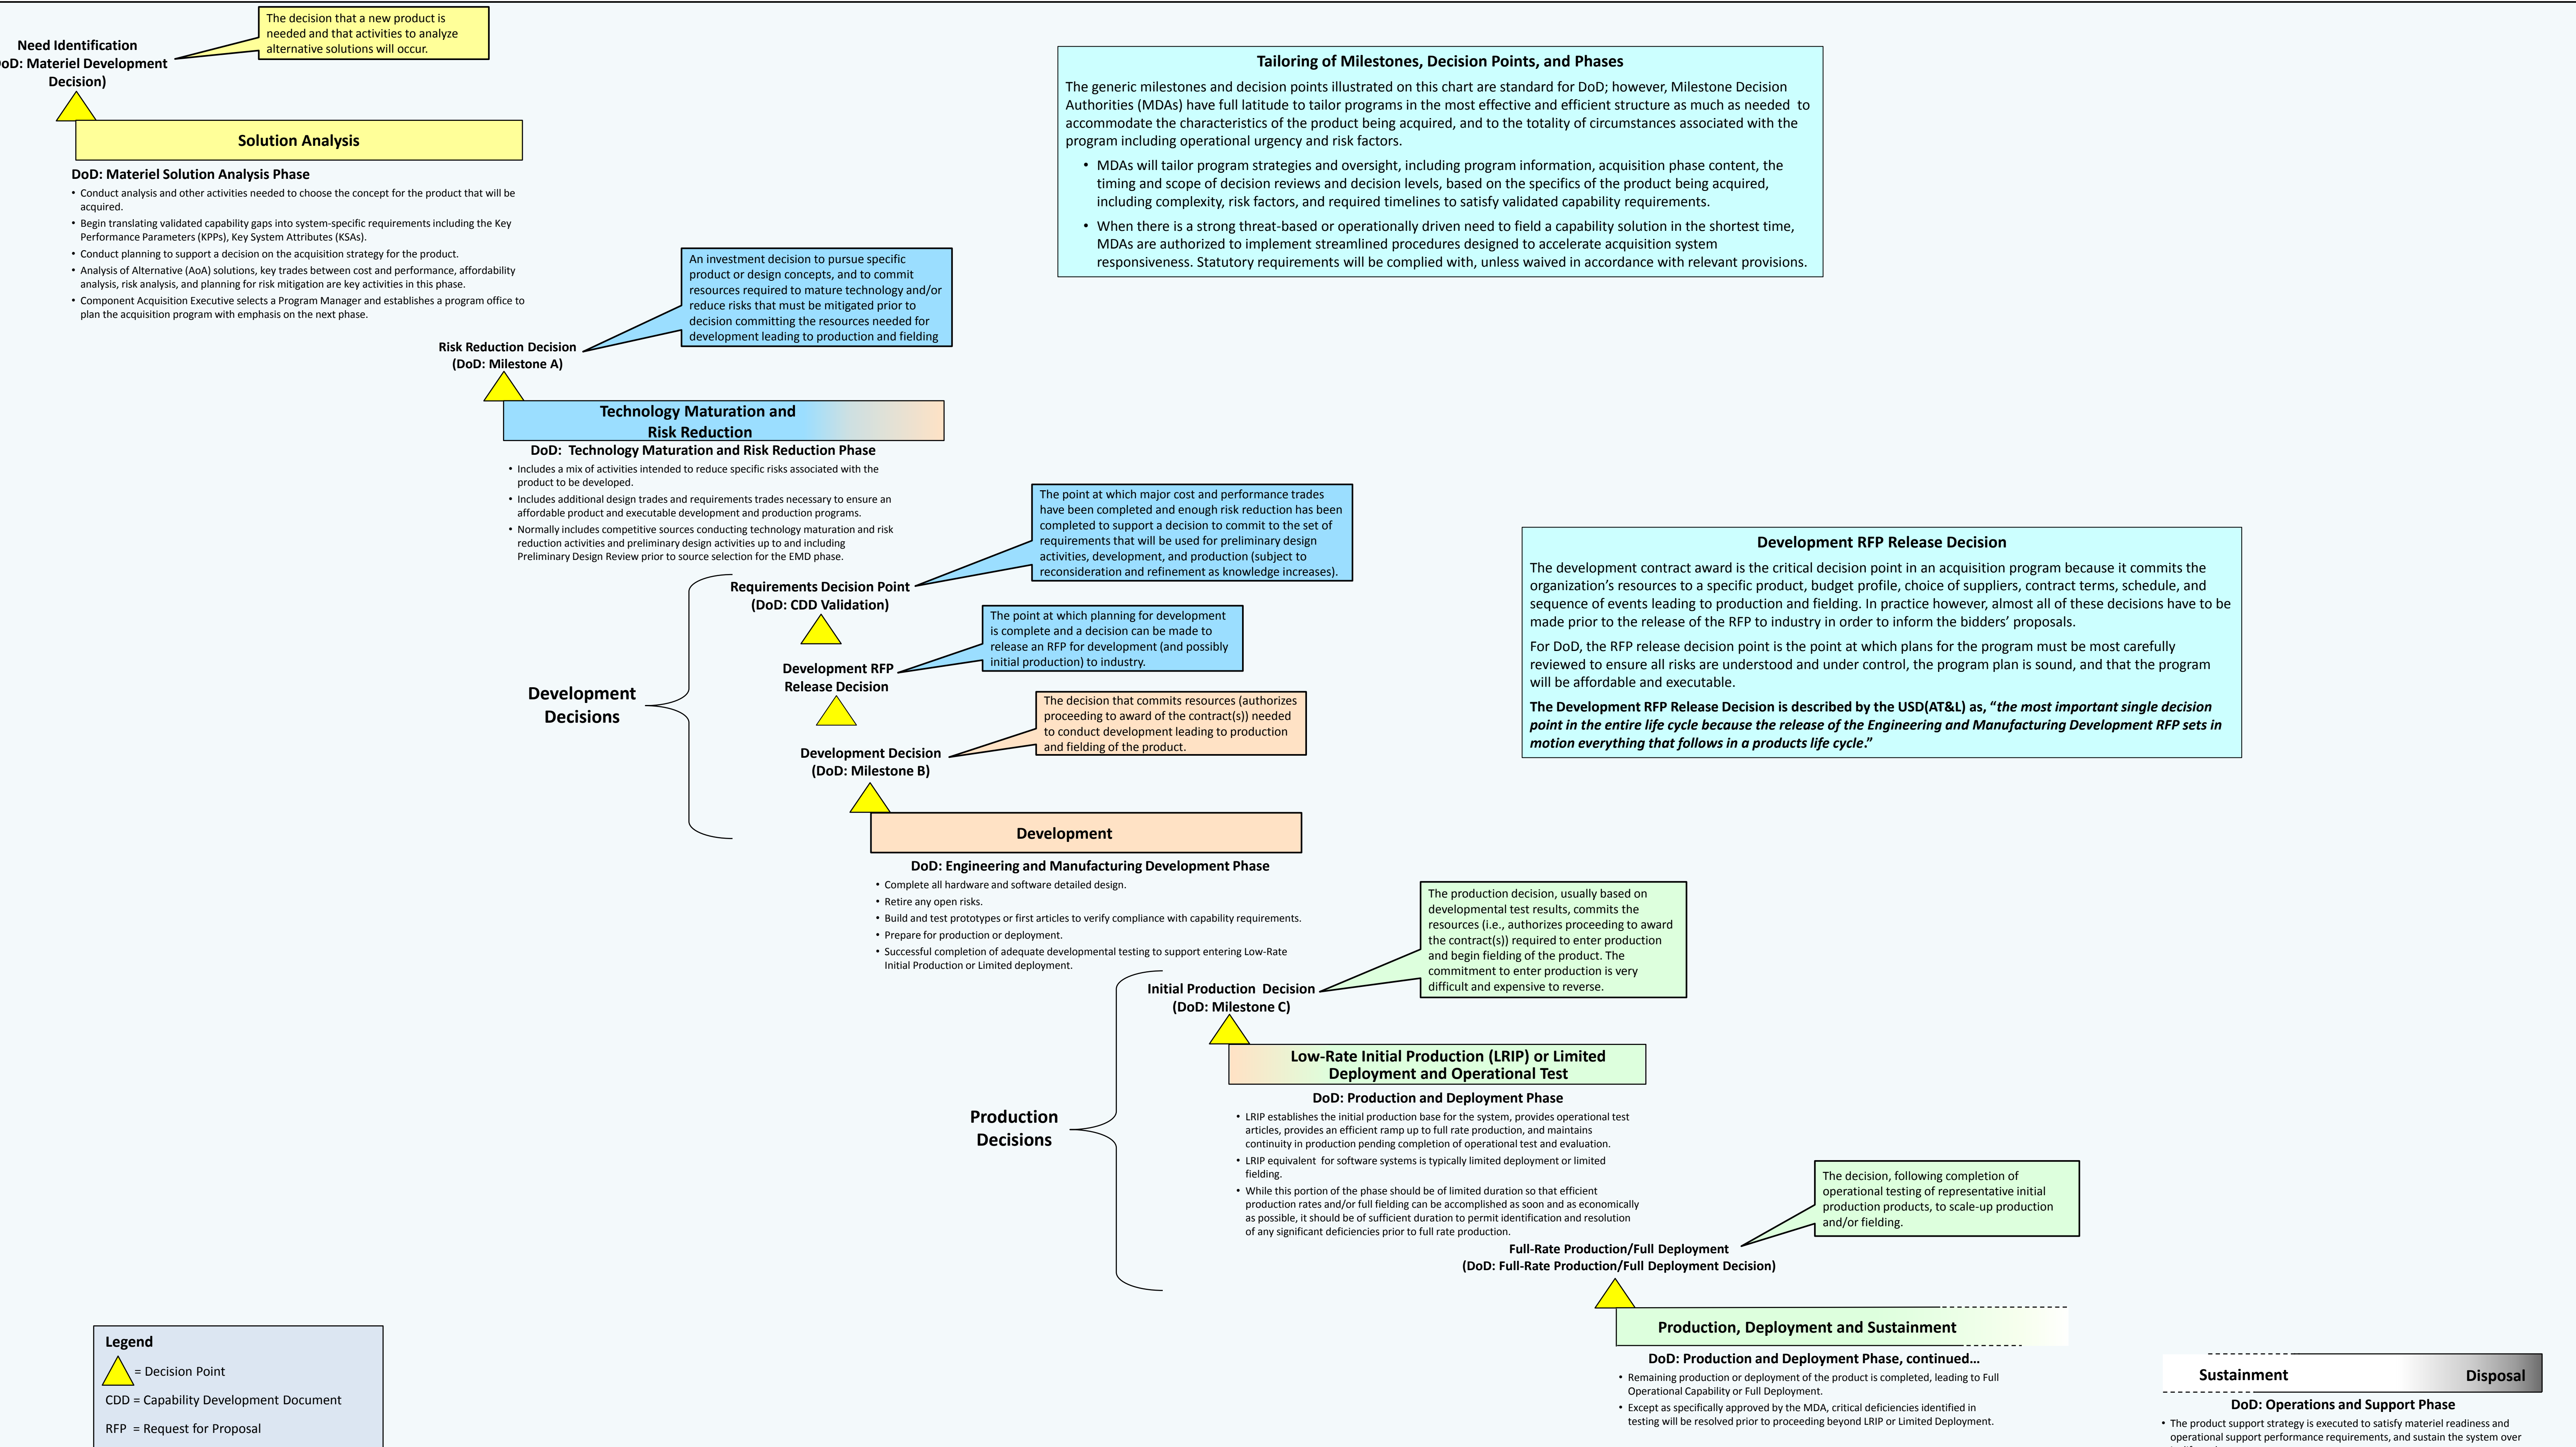 The decision that a new product is
needed and that activities to analyze
alternative solutions will occur.
Need Identification
DoD: Materiel Development
Decision)
Solution Analysis
DoD: Materiel Solution Analysis Phase
• Conduct analysis and other activities needed to choose the concept for the product that will be
acquired.
• Begin translating validated capability gaps into system-specific requirements including the Key
Performance Parameters (KPPs), Key System Attributes (KSAs).
• Conduct planning to support a decision on the acquisition strategy for the product.
• Analysis of Alternative (AoA) solutions, key trades between cost and performance, affordability
analysis, risk analysis, and planning for risk mitigation are key activities in this phase.
• Component Acquisition Executive selects a Program Manager and establishes a program office to
plan the acquisition program with emphasis on the next phase.
Tailoring of Milestones, Decision Points, and Phases
The generic milestones and decision points illustrated on this chart are standard for DoD; however, Milestone Decision
Authorities (MDAs) have full latitude to tailor programs in the most effective and efficient structure as much as needed to
accommodate the characteristics of the product being acquired, and to the totality of circumstances associated with the
program including operational urgency and risk factors.
• MDAs will tailor program strategies and oversight, including program information, acquisition phase content, the
timing and scope of decision reviews and decision levels, based on the specifics of the product being acquired,
including complexity, risk factors, and required timelines to satisfy validated capability requirements.
• When there is a strong threat-based or operationally driven need to field a capability solution in the shortest time,
MDAs are authorized to implement streamlined procedures designed to accelerate acquisition system
responsiveness. Statutory requirements will be complied with, unless waived in accordance with relevant provisions.
An investment decision to pursue specific
product or design concepts, and to commit
resources required to mature technology and/or
reduce risks that must be mitigated prior to
decision committing the resources needed for
development leading to production and fielding
Risk Reduction Decision
(DoD: Milestone A)
Technology Maturation and
Risk Reduction
DoD: Technology Maturation and Risk Reduction Phase
• Includes a mix of activities intended to reduce specific risks associated with the
product to be developed.
• Includes additional design trades and requirements trades necessary to ensure an
affordable product and executable development and production programs.
• Normally includes competitive sources conducting technology maturation and risk
reduction activities and preliminary design activities up to and including
Preliminary Design Review prior to source selection for the EMD phase.
The point at which major cost and performance trades
have been completed and enough risk reduction has been
completed to support a decision to commit to the set of
requirements that will be used for preliminary design
activities, development, and production (subject to
reconsideration and refinement as knowledge increases).
Requirements Decision Point
(DoD: CDD Validation)
The point at which planning for development
is complete and a decision can be made to
release an RFP for development (and possibly
initial production) to industry.
Development RFP
Release Decision
Development
Decisions
The decision that commits resources (authorizes
proceeding to award of the contract(s)) needed
to conduct development leading to production
and fielding of the product.
Development Decision
(DoD: Milestone B)
Development RFP Release Decision
The development contract award is the critical decision point in an acquisition program because it commits the
organization’s resources to a specific product, budget profile, choice of suppliers, contract terms, schedule, and
sequence of events leading to production and fielding. In practice however, almost all of these decisions have to be
made prior to the release of the RFP to industry in order to inform the bidders’ proposals.
For DoD, the RFP release decision point is the point at which plans for the program must be most carefully
reviewed to ensure all risks are understood and under control, the program plan is sound, and that the program
will be affordable and executable.
The Development RFP Release Decision is described by the USD(AT&L) as, “the most important single decision
point in the entire life cycle because the release of the Engineering and Manufacturing Development RFP sets in
motion everything that follows in a products life cycle.”
Development
DoD: Engineering and Manufacturing Development Phase
• Complete all hardware and software detailed design.
• Retire any open risks.
• Build and test prototypes or first articles to verify compliance with capability requirements.
• Prepare for production or deployment.
• Successful completion of adequate developmental testing to support entering Low-Rate
Initial Production or Limited deployment.
The production decision, usually based on
developmental test results, commits the
resources (i.e., authorizes proceeding to award
the contract(s)) required to enter production
and begin fielding of the product. The
commitment to enter production is very
difficult and expensive to reverse.
Initial Production Decision
(DoD: Milestone C)
Low-Rate Initial Production (LRIP) or Limited
Deployment and Operational Test
DoD: Production and Deployment Phase
Production
Decisions
• LRIP establishes the initial production base for the system, provides operational test
articles, provides an efficient ramp up to full rate production, and maintains
continuity in production pending completion of operational test and evaluation.
• LRIP equivalent for software systems is typically limited deployment or limited
fielding.
• While this portion of the phase should be of limited duration so that efficient
production rates and/or full fielding can be accomplished as soon and as economically
as possible, it should be of sufficient duration to permit identification and resolution
of any significant deficiencies prior to full rate production.
The decision, following completion of
operational testing of representative initial
production products, to scale-up production
and/or fielding.
Full-Rate Production/Full Deployment
(DoD: Full-Rate Production/Full Deployment Decision)
Production, Deployment and Sustainment
DoD: Production and Deployment Phase, continued…
• Remaining production or deployment of the product is completed, leading to Full
Operational Capability or Full Deployment.
• Except as specifically approved by the MDA, critical deficiencies identified in
testing will be resolved prior to proceeding beyond LRIP or Limited Deployment.
Sustainment Disposal
DoD: Operations and Support Phase
• The product support strategy is executed to satisfy materiel readiness and
operational support performance requirements, and sustain the system over
Legend
= Decision Point
CDD = Capability Development Document
RFP = Request for Proposal